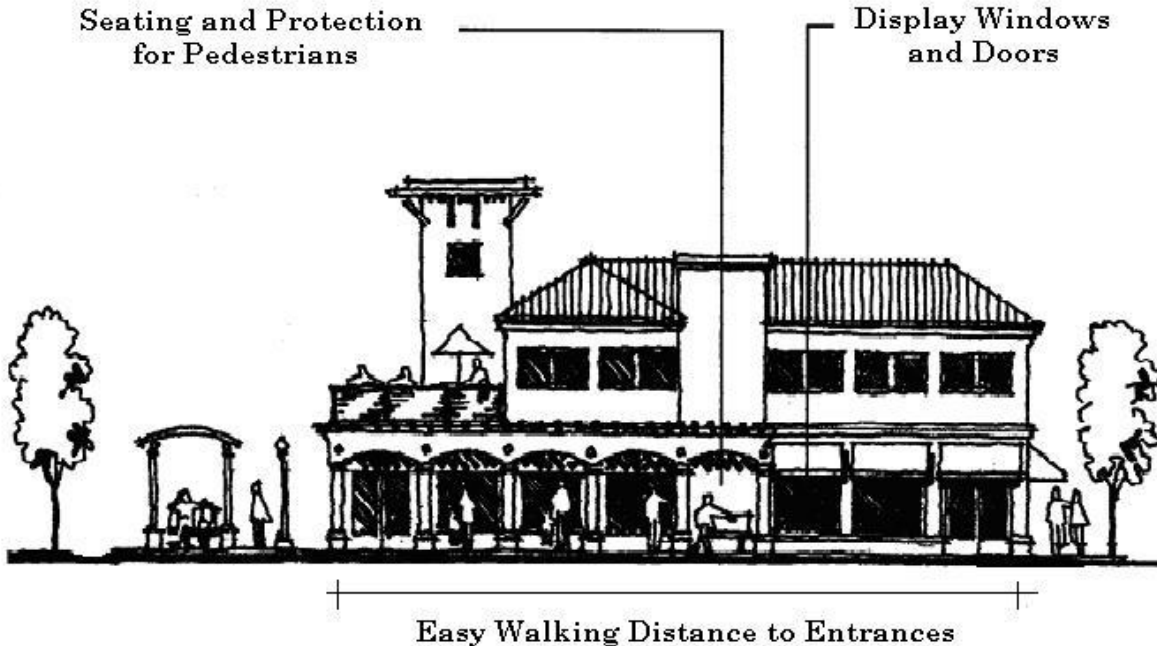 Seating and Protection
for Pedestrians
Display Windows
and Doors
Easy Walking Distance to Entrances